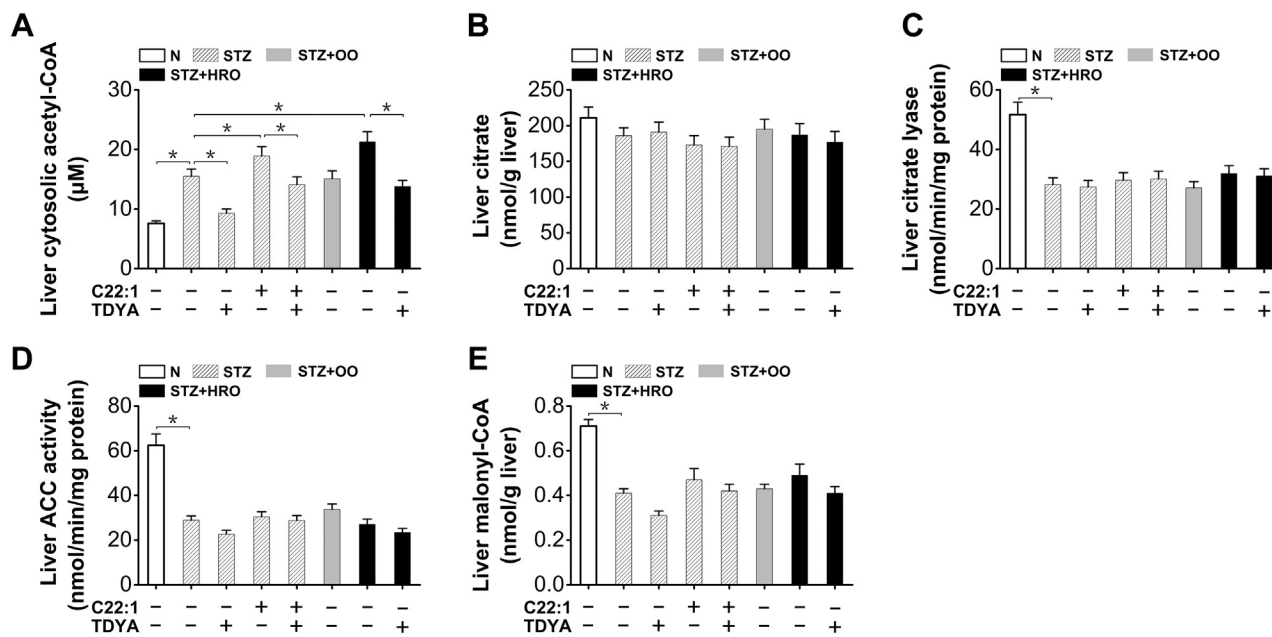 A
N STZ STZ+OO
STZ+HRO
Liver cytosolic acetyl-CoA
(µM)
30
20
10
0
* * * * * *
C22:1 − − − + + − − −
TDYA − − + − + − − +
B
N STZ STZ+OO
STZ+HRO
Liver citrate
(nmol/g liver)
250
200
150
100
50
0
C22:1 − − − + + − − −
TDYA − − + − + − − +
C
N STZ STZ+OO
STZ+HRO
Liver citrate lyase
(nmol/min/mg protein)
60
40
20
0
*
C22:1 − − − + + − − −
TDYA − − + − + − − +
D
N STZ STZ+OO
STZ+HRO
Liver ACC activity
(nmol/min/mg protein)
80
60
40
20
0
*
C22:1 − − − + + − − −
TDYA − − + − + − − +
E
N STZ STZ+OO
STZ+HRO
Liver malonyl-CoA
(nmol/g liver)
0.8
0.6
0.4
0.2
0.0
*
C22:1 − − − + + − − −
TDYA − − + − + − − +